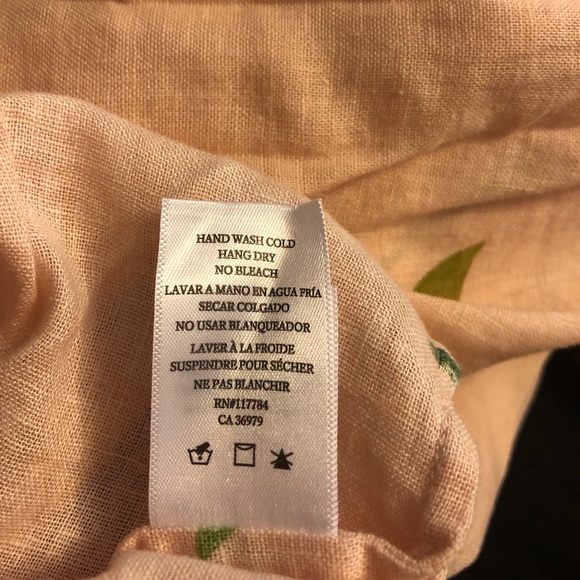 HAND WASH COLD
HANG DRY
NO BLEACH
LAVAR A MANO EN AGUA FRÍA
SECAR COLGADO
NO USAR BLANQUEADOR
LAVER À LA FROIDE
SUSPENDRE POUR SÉCHER
NE PAS BLANCHIR
RN#117784
CA 36979